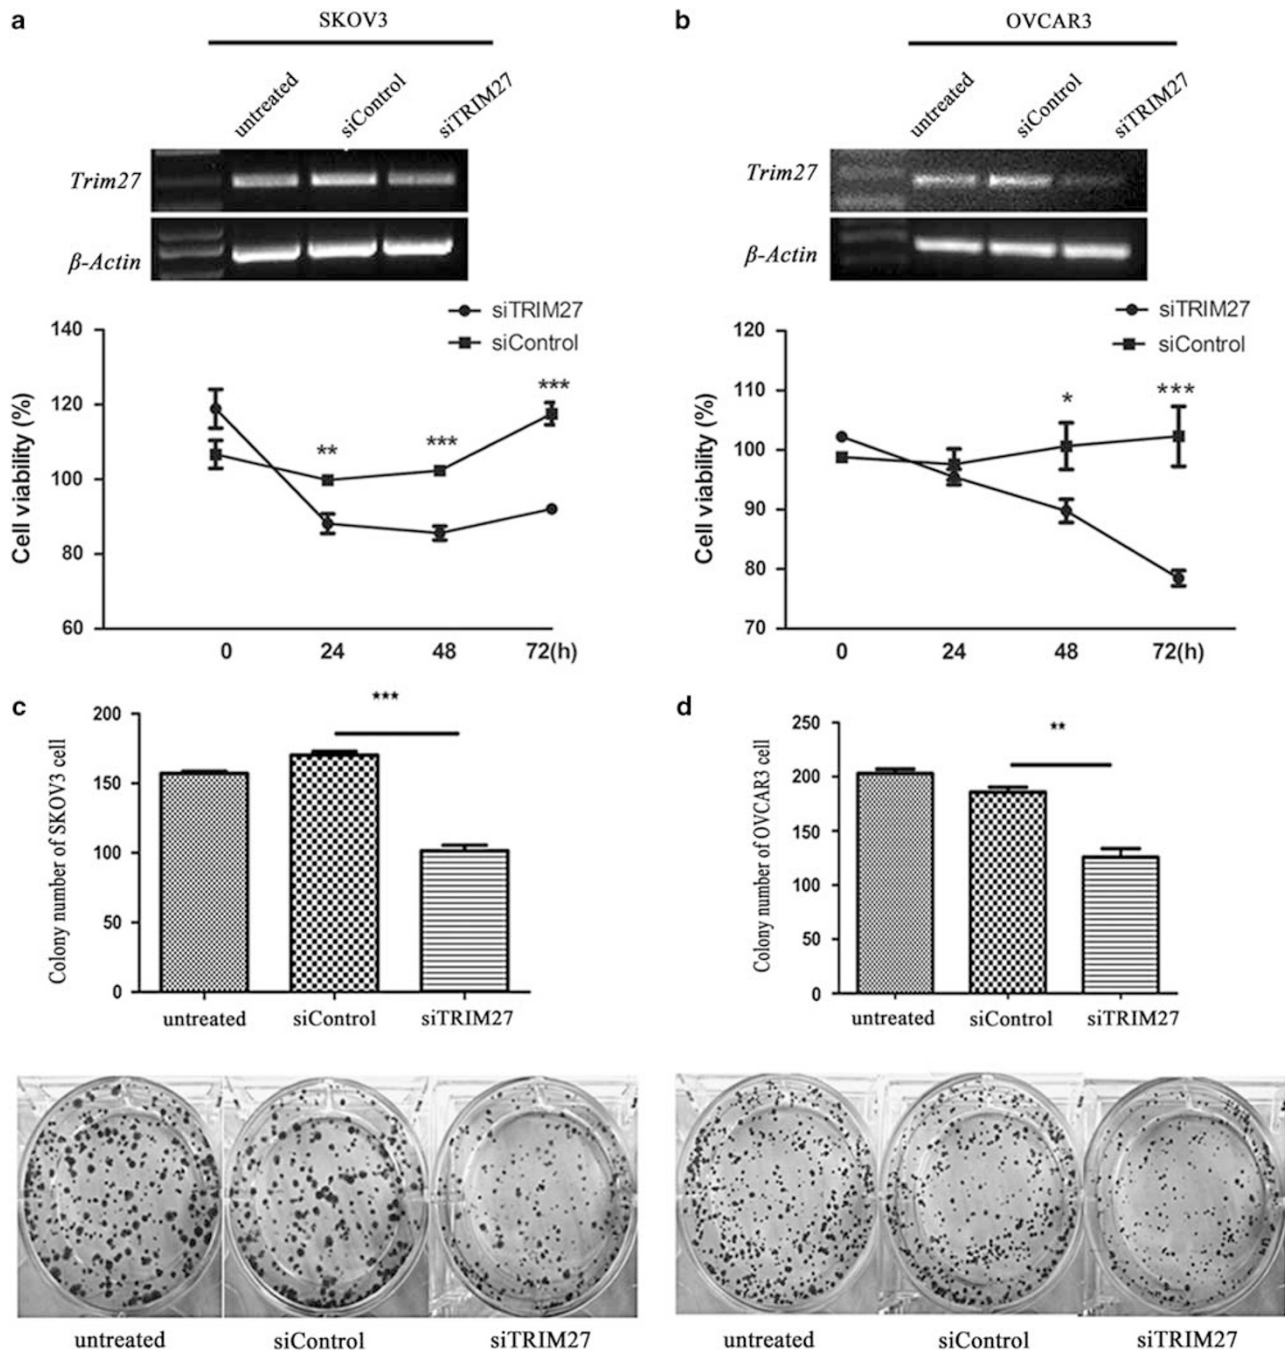 a
SKOV3
untreated
siControl
siTRIM27
Trim27
β-Actin
siTRIM27
siControl
Cell viability (%)
140
120
100
80
60
**
***
***
0 24 48 72(h)
b
OVCAR3
untreated
siControl
siTRIM27
Trim27
β-Actin
siTRIM27
siControl
Cell viability (%)
120
110
100
90
80
70
*
***
0 24 48 72(h)
c
Colony number of SKOV3 cell
200
150
100
50
0
***
untreated siControl siTRIM27
untreated siControl siTRIM27
d
Colony number of OVCAR3 cell
250
200
150
100
50
0
**
untreated siControl siTRIM27
untreated siControl siTRIM27